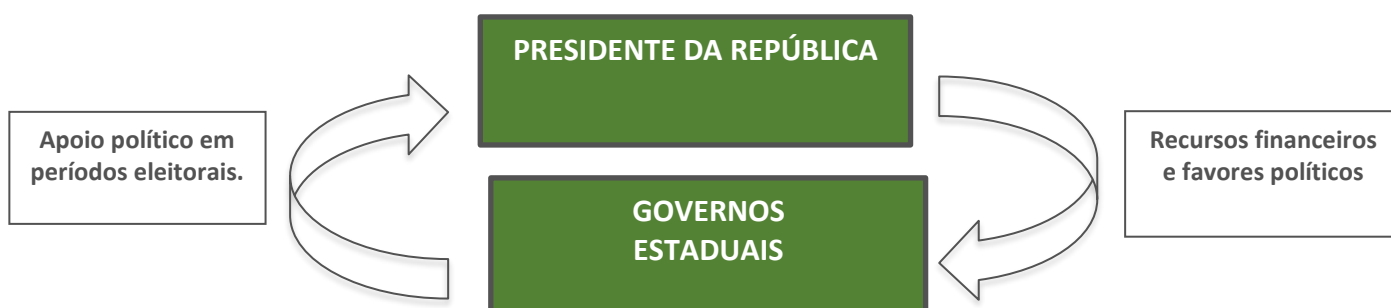 PRESIDENTE DA REPÚBLICA
Apoio político em
períodos eleitorais.
Recursos financeiros
e favores políticos
GOVERNOS
ESTADUAIS